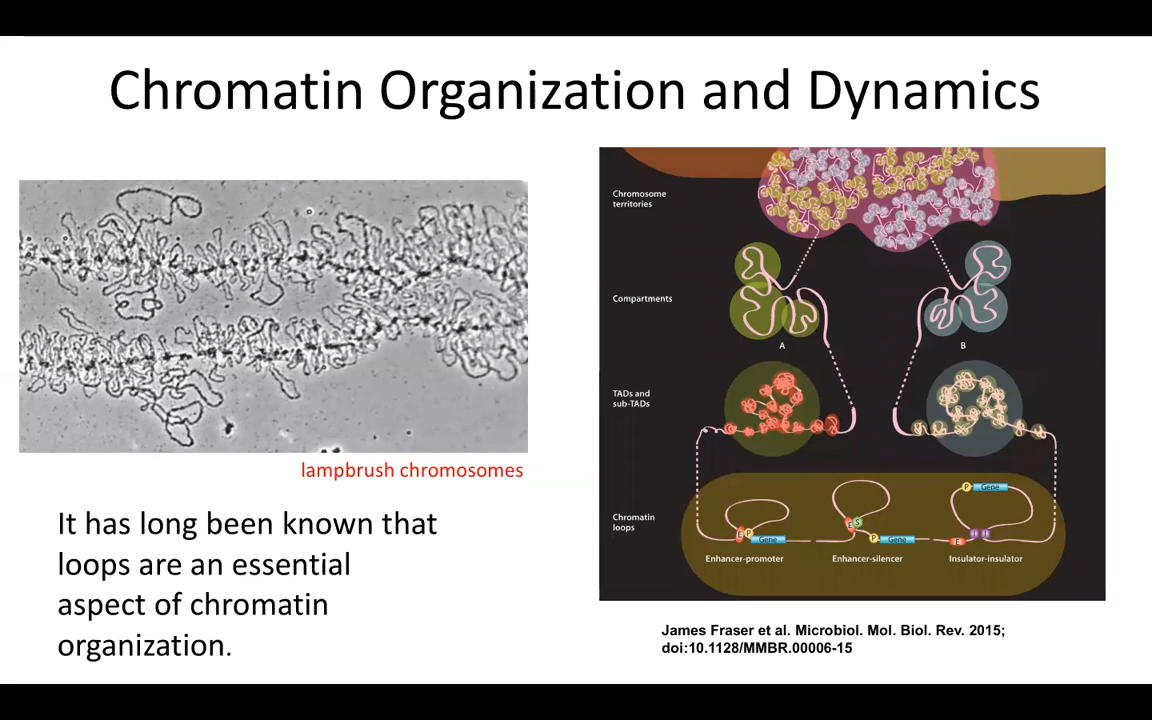 Chromatin Organization and Dynamics
lampbrush chromosomes
It has long been known that
loops are an essential
aspect of chromatin
organization.
Chromosome
territories
Compartments
A
B
TADs and
sub-TADs
Chromatin
loops
E
P
Gene
Enhancer-promoter
E
S
P
Gene
Enhancer-silencer
P
Gene
E
I
I
Insulator-insulator
James Fraser et al. Microbiol. Mol. Biol. Rev. 2015;
doi:10.1128/MMBR.00006-15